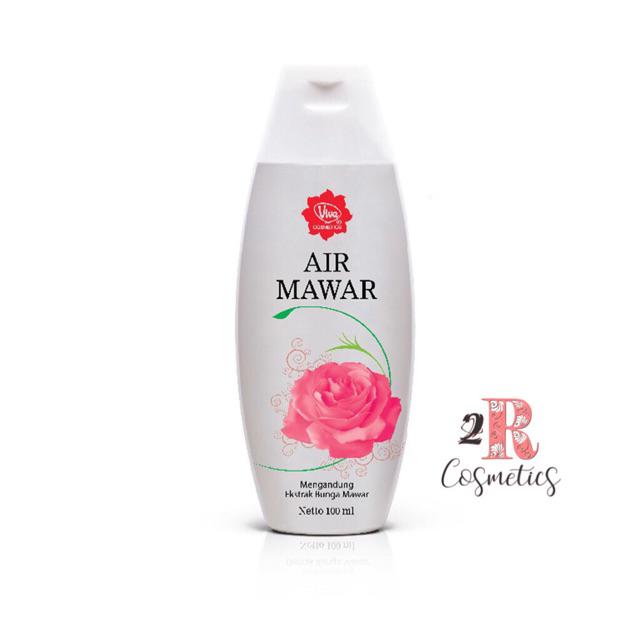 Viva
COSMETICS
AIR
MAWAR
Mengandung
Ekstrak Bunga Mawar
Netto 100 ml
2R
Cosmetics